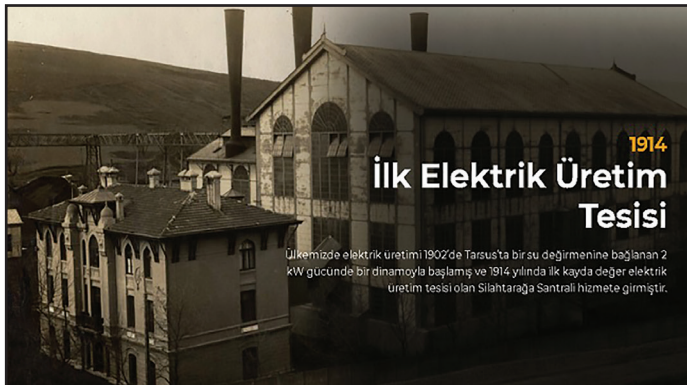 1914
İlk Elektrik Üretim
Tesisi
Ülkemizde elektrik üretimi 1902'de Tarsus'ta bir su değirmenine bağlanan 2
kW gücünde bir dinamoyla başlamış ve 1914 yılında ilk kayda değer elektrik
üretim tesisi olan Silahtarağa Santrali hizmete girmiştir.